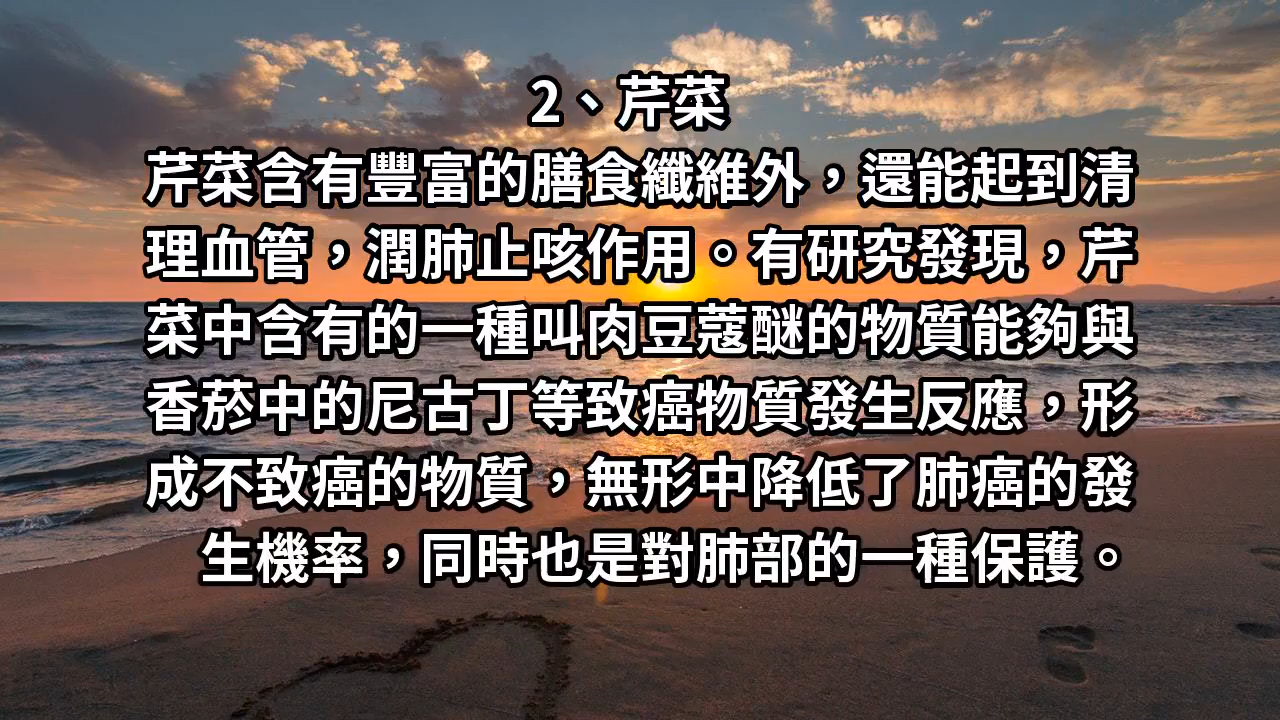 2、芹菜
芹菜含有豐富的膳食纖維外，還能起到清
理血管，潤肺止咳作用。有研究發現，芹
菜中含有的一種叫肉豆蔻醚的物質能夠與
香菸中的尼古丁等致癌物質發生反應，形
成不致癌的物質，無形中降低了肺癌的發
生機率，同時也是對肺部的一種保護。